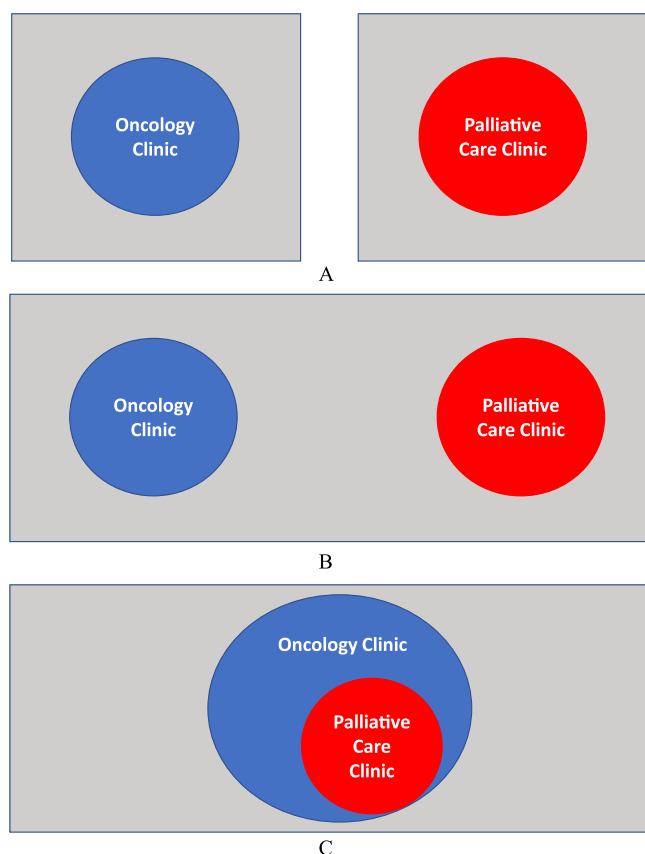 Oncology
Clinic
Palliative
Care Clinic
A
Oncology
Clinic
Palliative
Care Clinic
B
Oncology Clinic
Palliative
Care
Clinic
C